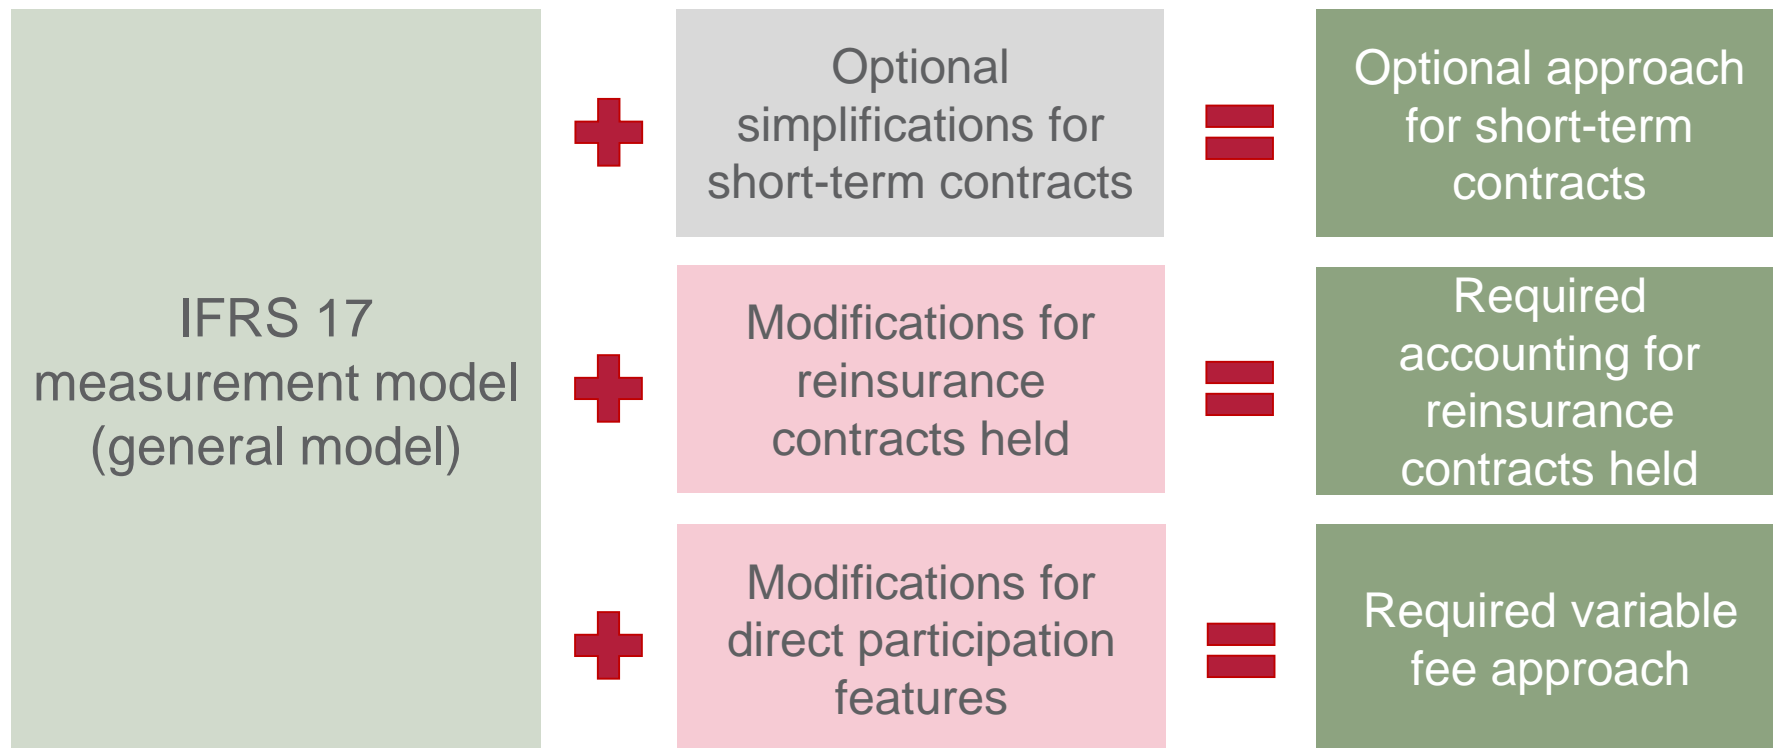 IFRS 17
measurement model
(general model)
Optional
simplifications for
short-term contracts
Optional approach
for short-term
contracts
Modifications for
reinsurance
contracts held
Required
accounting for
reinsurance
contracts held
Modifications for
direct participation
features
Required variable
fee approach